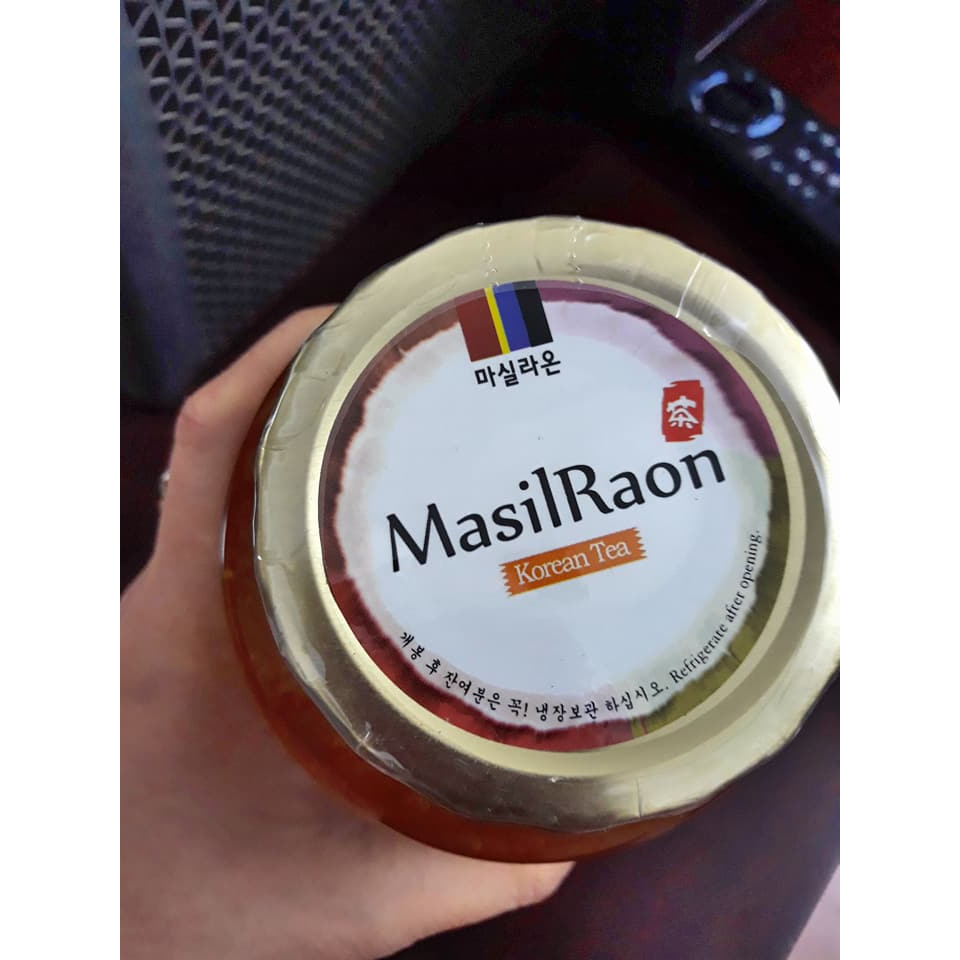 마실라온
茶
MasilRaon
Korean Tea
개봉 후 잔여분은 꼭! 냉장보관 하십시오. Refrigerate after opening.